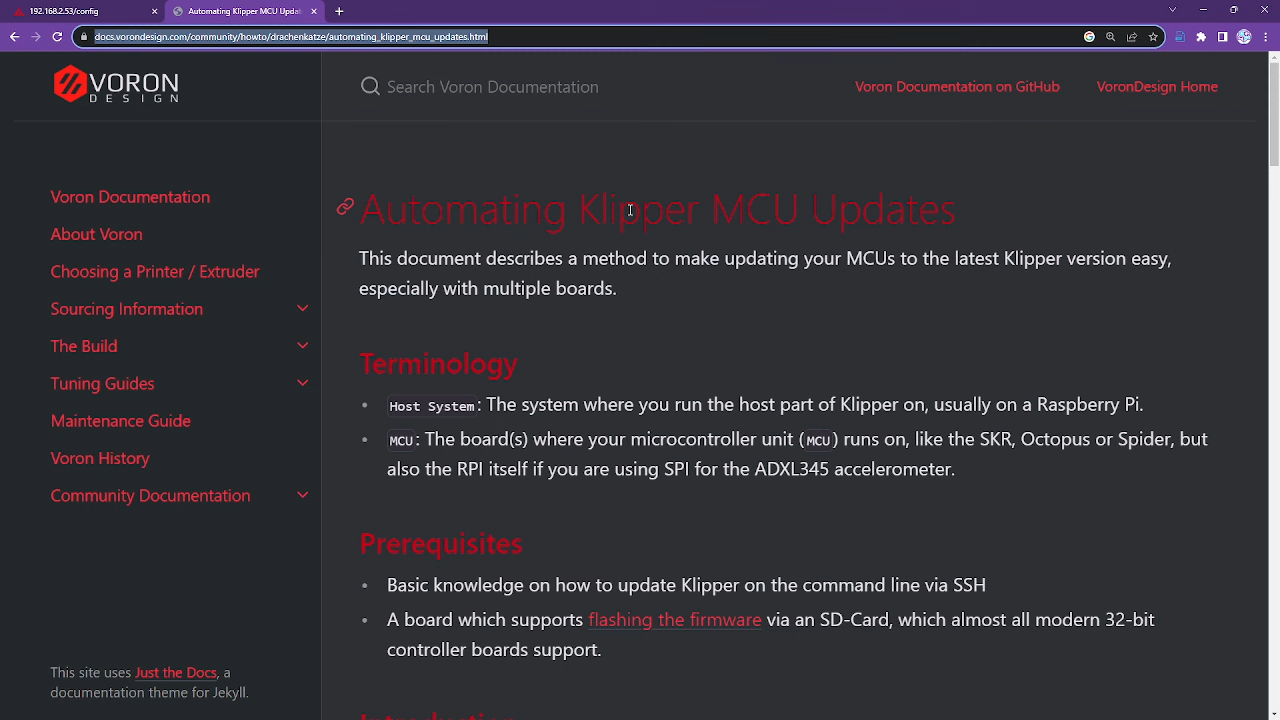 192.168.2.53/config
Automating Klipper MCU Updat
docs.vorondesign.com/community/howto/drachenkatze/automating_klipper_mcu_updates.html
VORON
DESIGN
Search Voron Documentation
Voron Documentation on GitHub
VoronDesign Home
Voron Documentation
About Voron
Choosing a Printer / Extruder
Sourcing Information
The Build
Tuning Guides
Maintenance Guide
Voron History
Community Documentation
This site uses Just the Docs, a
documentation theme for Jekyll.
Automating Klipper MCU Updates
This document describes a method to make updating your MCUs to the latest Klipper version easy,
especially with multiple boards.
Terminology
Host System: The system where you run the host part of Klipper on, usually on a Raspberry Pi.
MCU: The board(s) where your microcontroller unit (MCU) runs on, like the SKR, Octopus or Spider, but
also the RPI itself if you are using SPI for the ADXL345 accelerometer.
Prerequisites
Basic knowledge on how to update Klipper on the command line via SSH
A board which supports flashing the firmware via an SD-Card, which almost all modern 32-bit
controller boards support.
Introduction